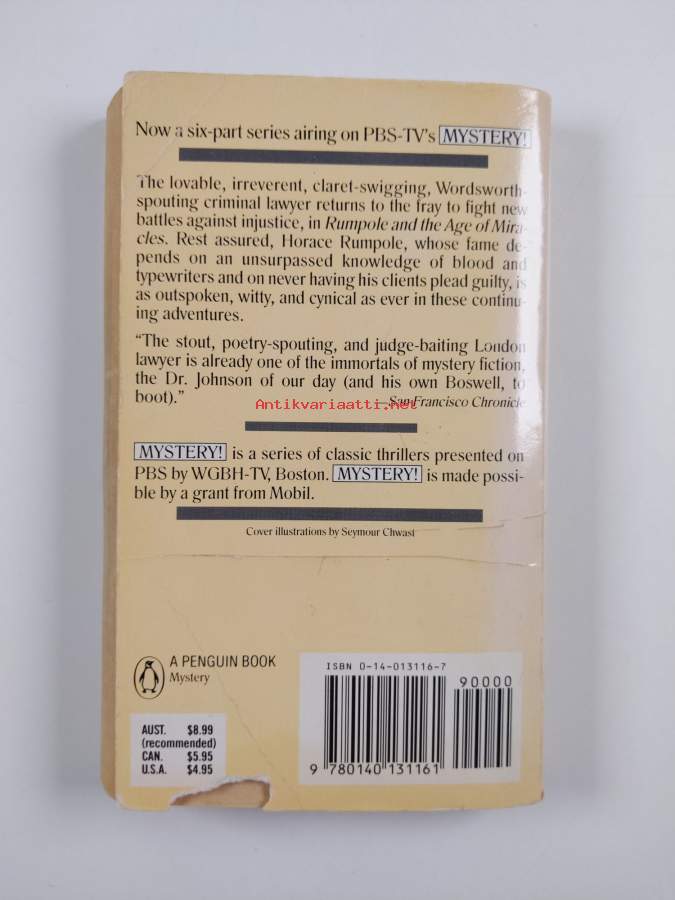 Now a six-part series airing on PBS-TV's MYSTERY!
The lovable, irreverent, claret-swigging, Wordsworth-
spouting criminal lawyer returns to the fray to fight new
battles against injustice, in Rumpole and the Age of Mira-
cles. Rest assured, Horace Rumpole, whose fame de-
pends on an unsurpassed knowledge of blood and
typewriters and on never having his clients plead guilty, is
as outspoken, witty, and cynical as ever in these continu-
ing adventures.
"The stout, poetry-spouting, and judge-baiting London
lawyer is already one of the immortals of mystery fiction,
the Dr. Johnson of our day (and his own Boswell, to
boot)."
—San Francisco Chronicle
Antikvariaatti.net
MYSTERY! is a series of classic thrillers presented on
PBS by WGBH-TV, Boston. MYSTERY! is made possi-
ble by a grant from Mobil.
Cover illustrations by Seymour Chwast
A PENGUIN BOOK
Mystery
ISBN 0-14-013116-7
90000
9 780140 131161
AUST. $8.99
(recommended)
CAN. $5.95
U.S.A. $4.95